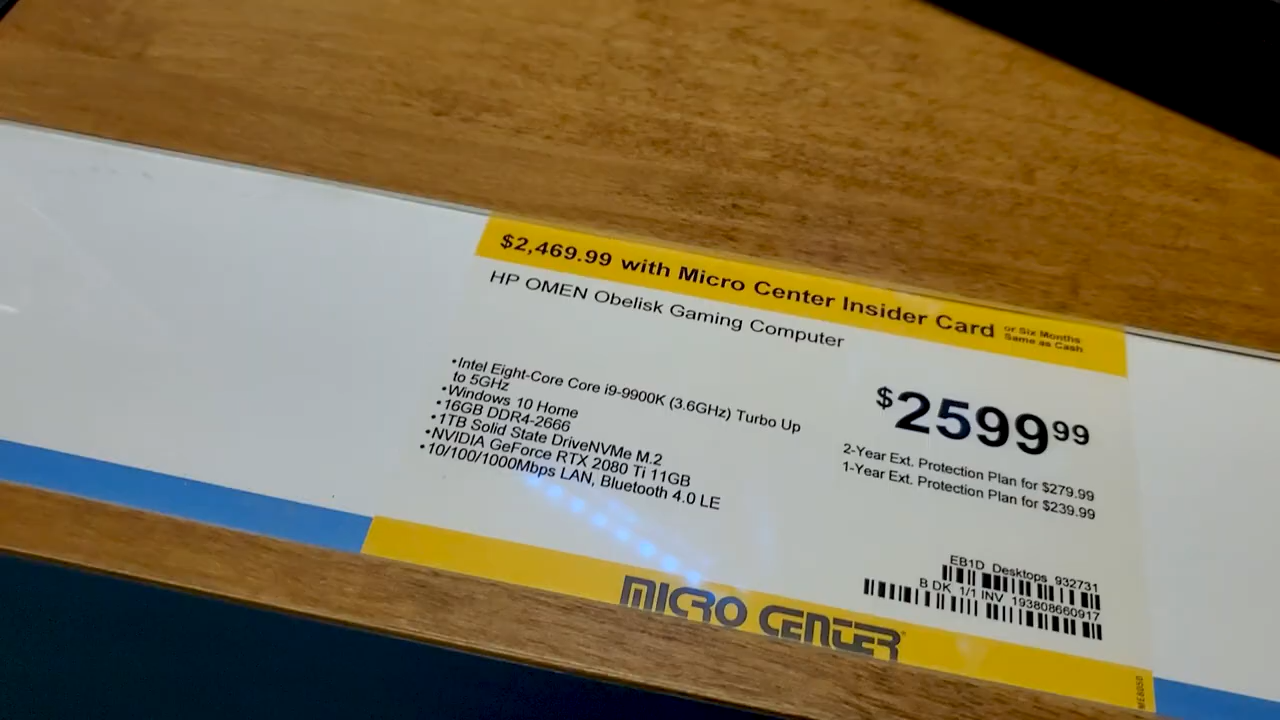 $2,469.99 with Micro Center Insider Card
or Six Months
Same as Cash
HP OMEN Obelisk Gaming Computer
•Intel Eight-Core Core i9-9900K (3.6GHz) Turbo Up
to 5GHz
•Windows 10 Home
•16GB DDR4-2666
•1TB Solid State DriveNVMe M.2
•NVIDIA GeForce RTX 2080 Ti 11GB
•10/100/1000Mbps LAN, Bluetooth 4.0 LE
$2599 99
2-Year Ext. Protection Plan for $279.99
1-Year Ext. Protection Plan for $239.99
EB1D Desktops 932731
B DK 1/1 INV 193808660917
MICRO CENTER